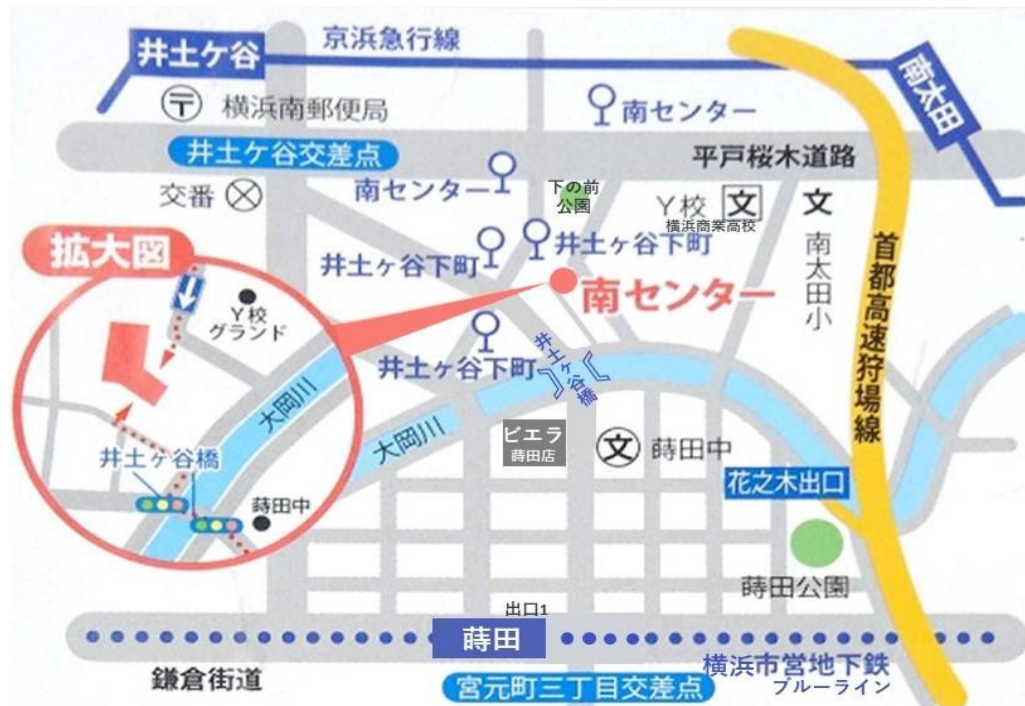 井土ケ谷
京浜急行線
南太田
〒 横浜南郵便局
南センター
井土ケ谷交差点
平戸桜木道路
交番
南センター
下の前
公園
Y校 文
横浜商業高校
文
南太田小
首都高速狩場線
拡大図
井土ヶ谷下町
井土ヶ谷下町
南センター
Y校
グランド
井土ヶ谷下町
井土ヶ谷橋
大岡川
大岡川
ビエラ
蒔田店
文 蒔田中
井土ヶ谷橋
蒔田中
花之木出口
蒔田公園
出口1
蒔田
鎌倉街道
宮元町三丁目交差点
横浜市営地下鉄
ブルーライン